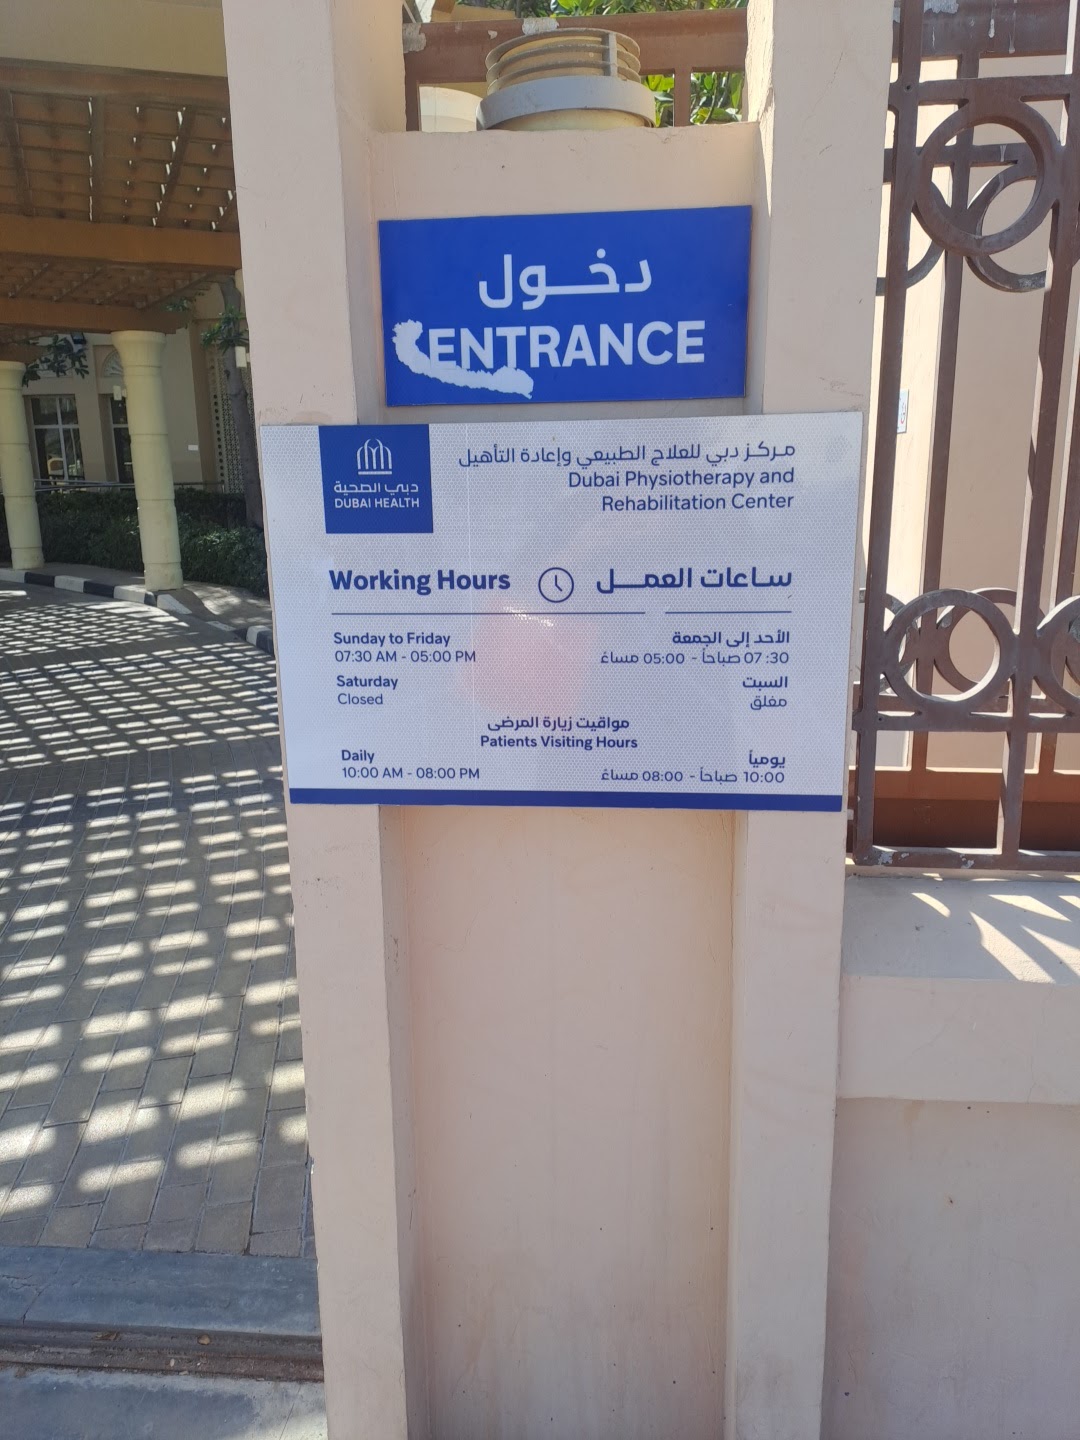 دخول
ENTRANCE
دبي الصحية
DUBAI HEALTH
مركز دبي للعلاج الطبيعي وإعادة التأهيل
Dubai Physiotherapy and
Rehabilitation Center
Working Hours ساعات العمل
Sunday to Friday الأحد إلى الجمعة
07:30 AM - 05:00 PM 07:30 صباحاً - 05:00 مساءً
Saturday السبت
Closed مغلق
مواقيت زيارة المرضى
Patients Visiting Hours
Daily يومياً
10:00 AM - 08:00 PM 10:00 صباحاً - 08:00 مساءً